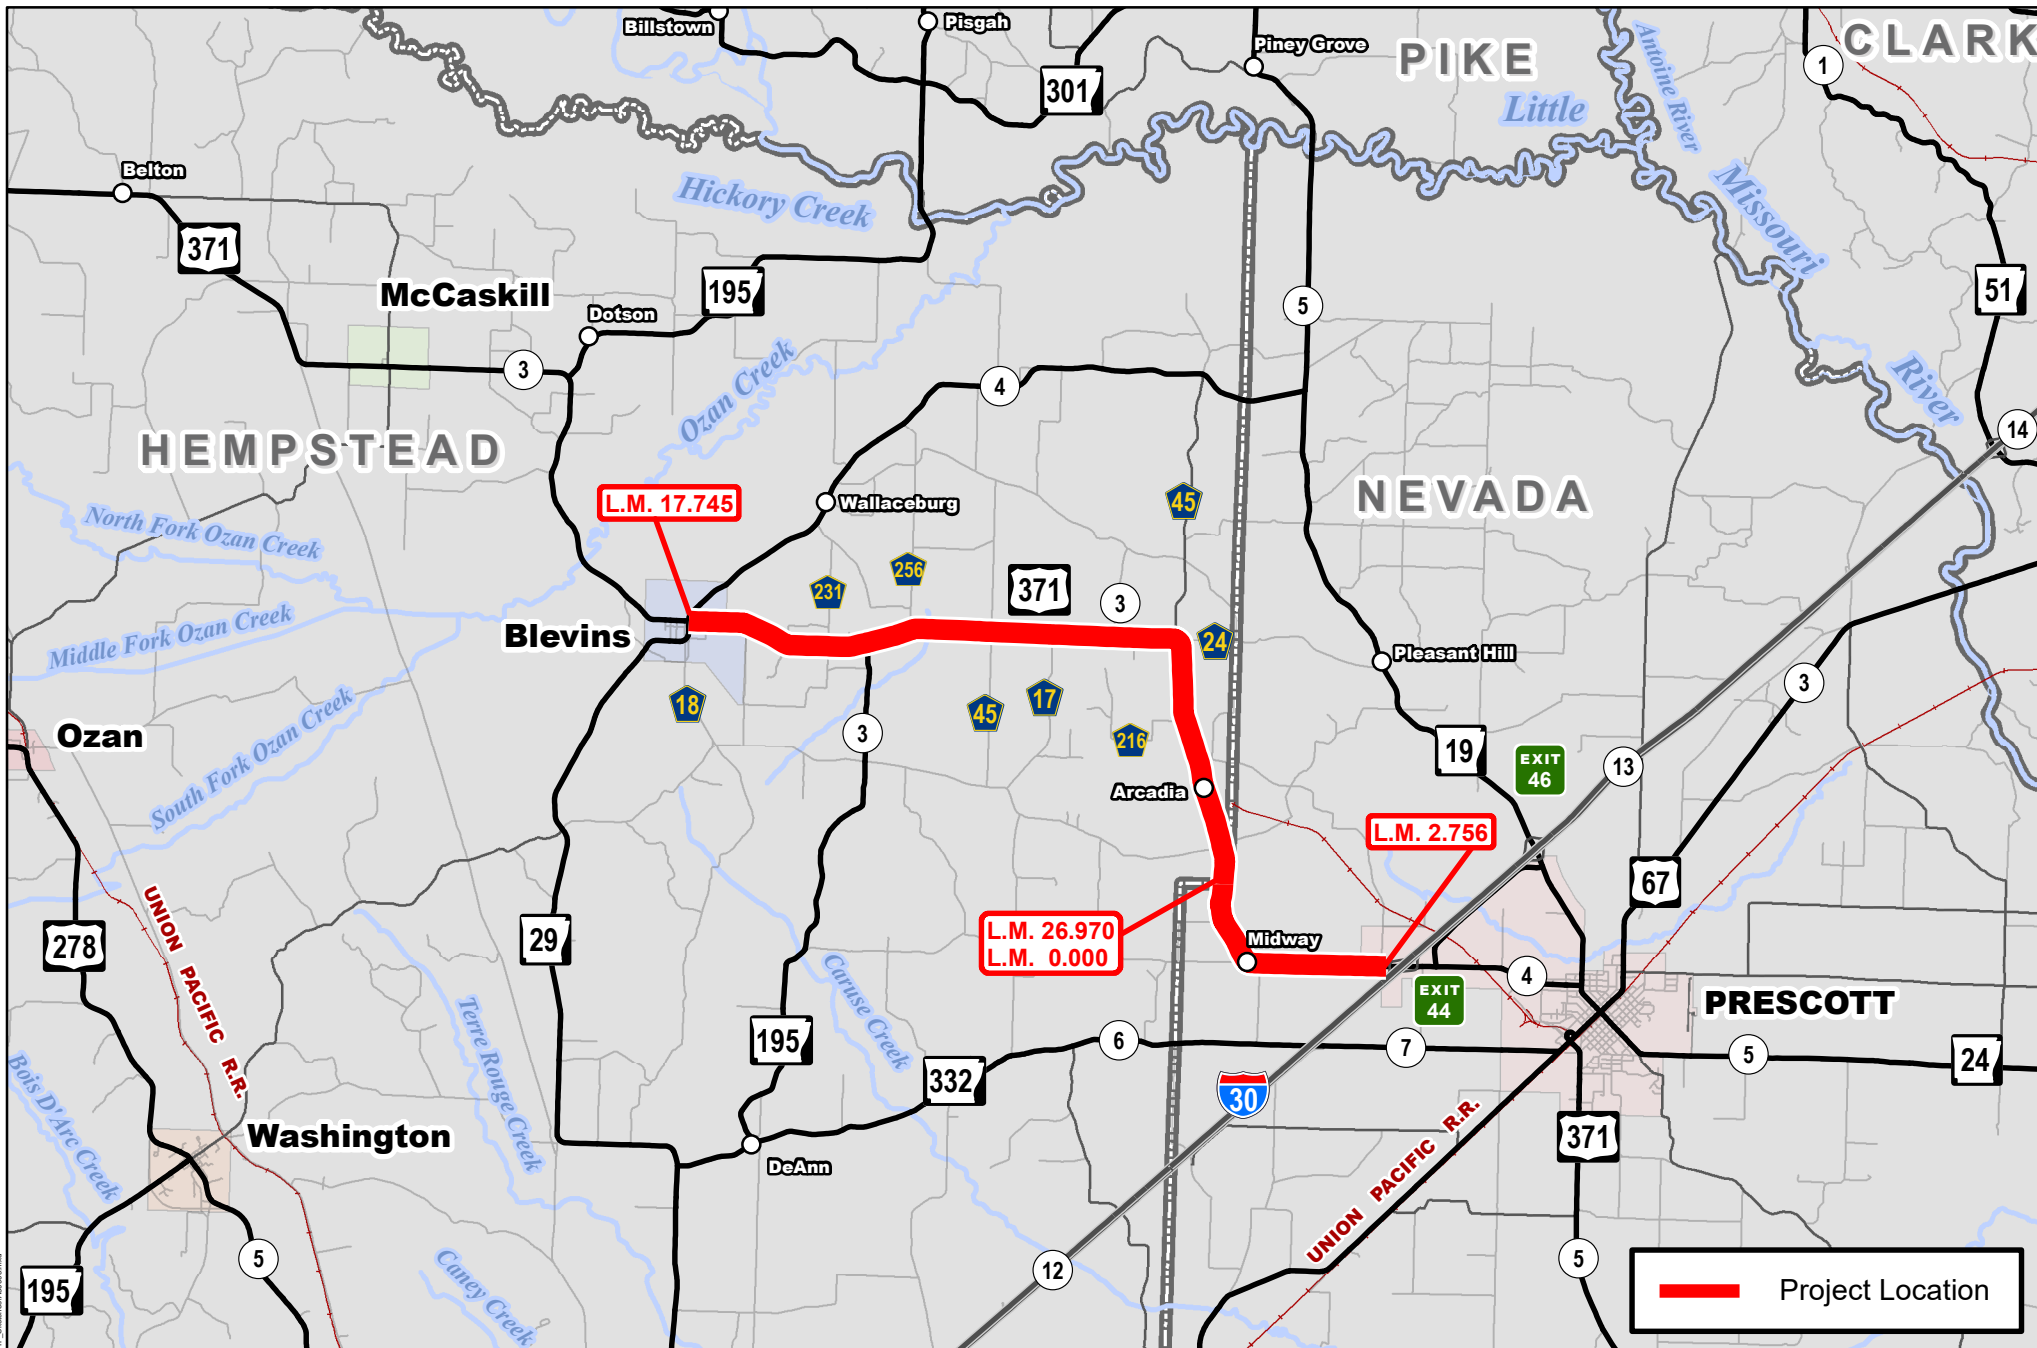 Billstown
Pisgah
Piney Grove
PIKE
CLARK
1
301
Little
Antoine River
Missouri
River
Belton
Hickory Creek
371
195
McCaskill
Dotson
5
51
3
4
Ozan Creek
14
HEMPSTEAD
NEVADA
L.M. 17.745
Wallaceburg
45
North Fork Ozan Creek
256
231
371
3
Middle Fork Ozan Creek
Blevins
24
Pleasant Hill
3
18
45
17
216
South Fork Ozan Creek
Ozan
3
19
EXIT
46
13
Arcadia
L.M. 2.756
67
UNION PACIFIC R.R.
278
29
L.M. 26.970
L.M. 0.000
Midway
4
EXIT
44
PRESCOTT
Caruse Creek
Terre Rouge Creek
195
6
7
5
24
332
30
Bois D'Arc Creek
Washington
DeAnn
UNION PACIFIC R.R.
371
5
12
5
195
Caney Creek
Project Location